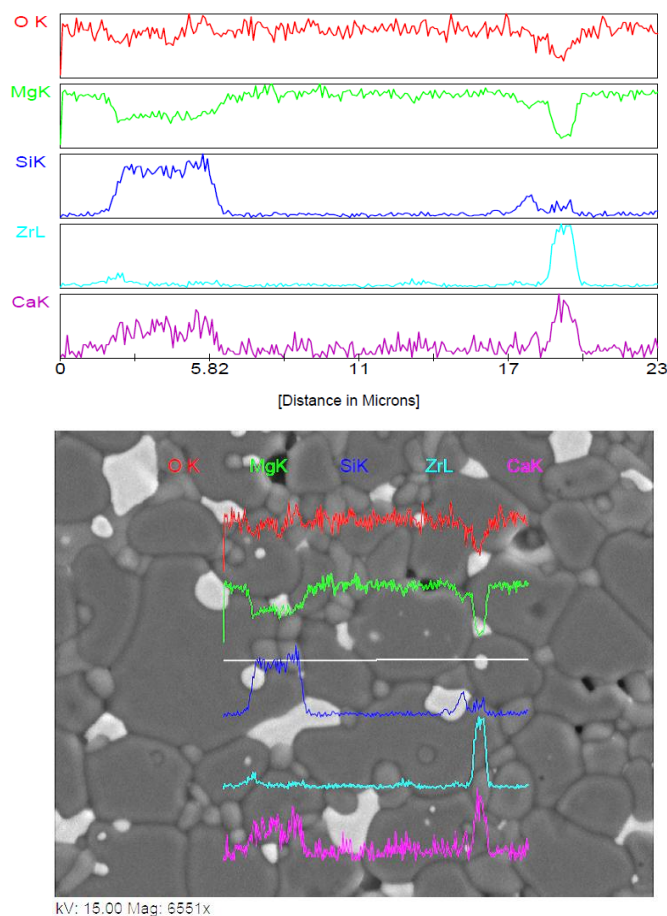 O K
MgK
SiK
ZrL
CaK
0 5.82 11 17 23
[Distance in Microns]
O K MgK SiK ZrL CaK
kV: 15.00 Mag: 6551x